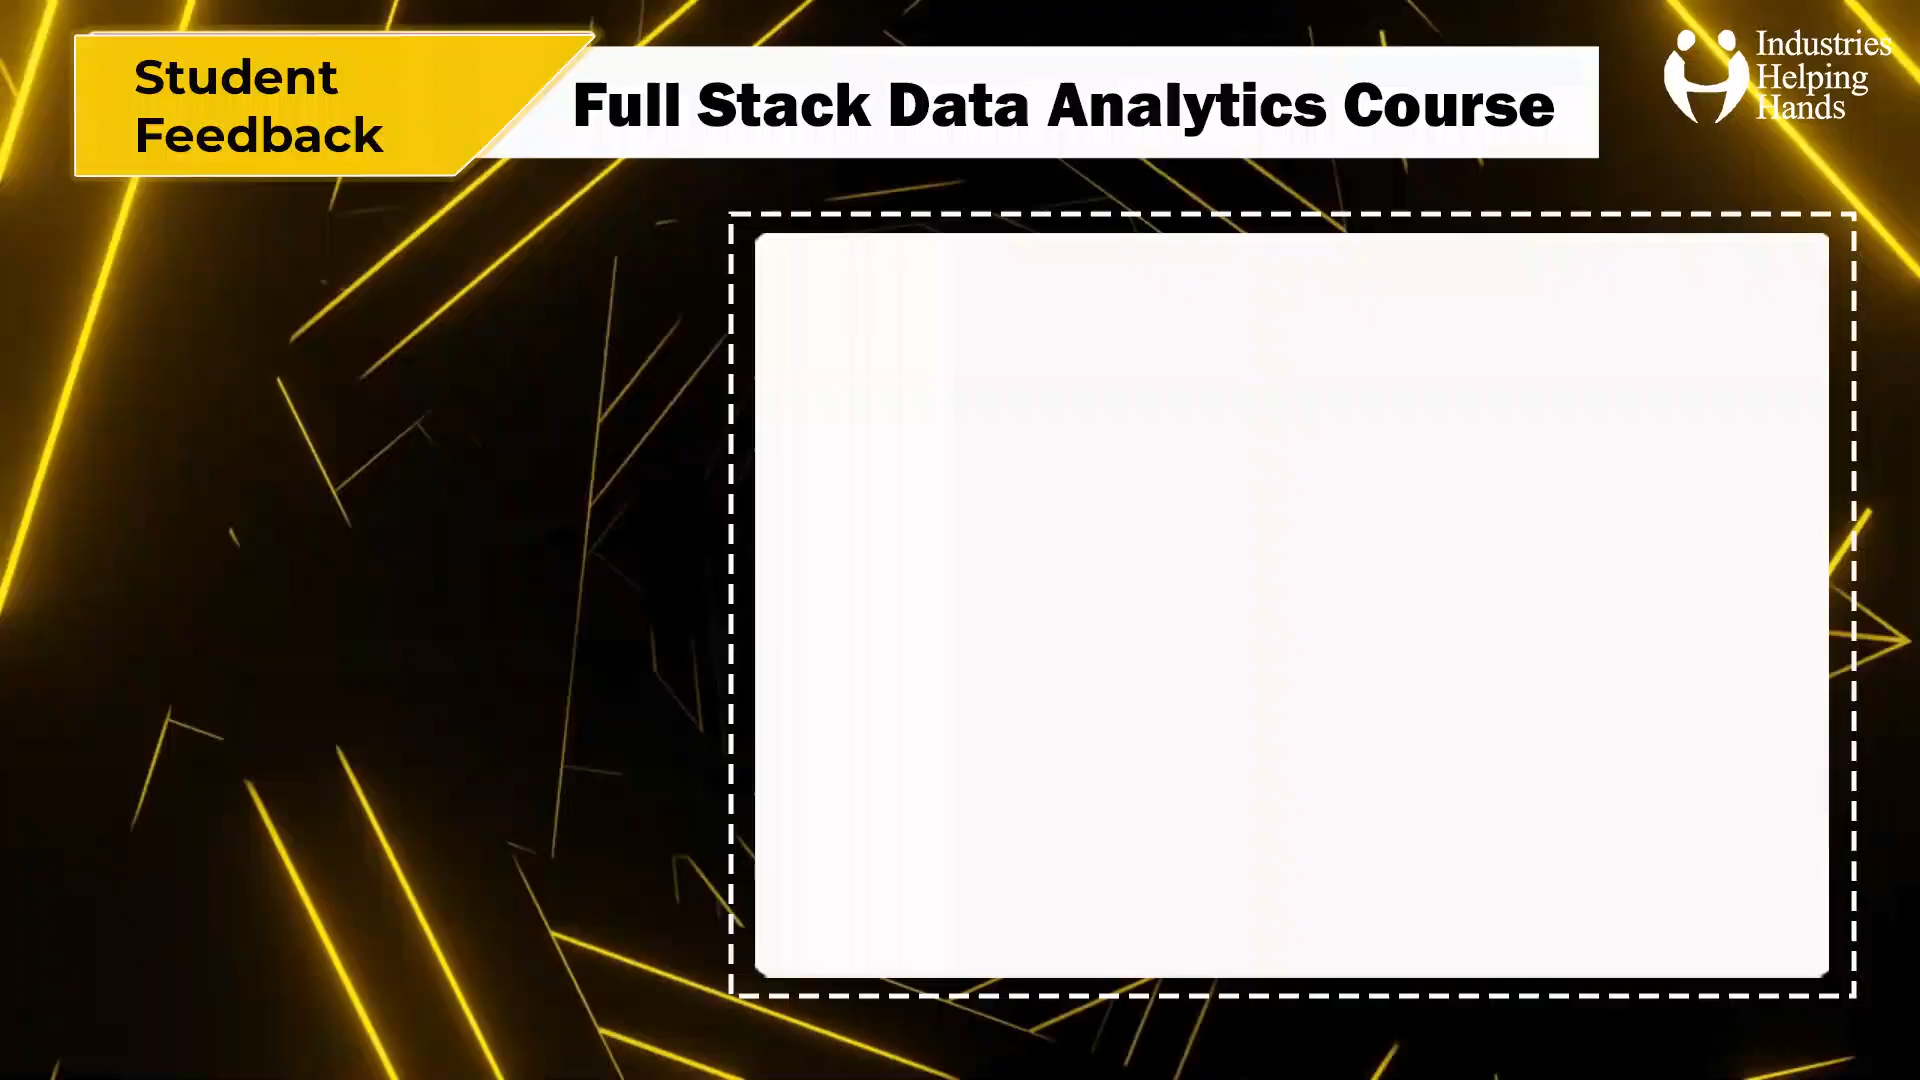 Student
Feedback
Full Stack Data Analytics Course
Industries
Helping
Hands